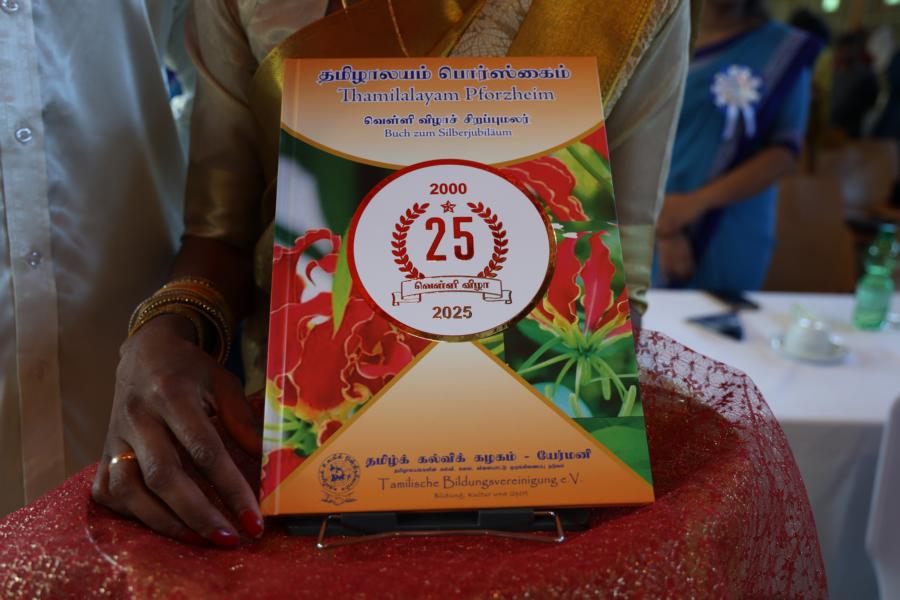 தமிழாலயம் பொர்ஸ்கைம்
Thamilalayam Pforzheim
வெள்ளி விழாச் சிறப்புமலர்
Buch zum Silberjubiläum
2000
25
வெள்ளி விழா
2025
தமிழ்க் கல்விக் கழகம் - யேர்மனி
Tamilische Bildungsvereinigung e.V.
Bildung, Kultur und Sport